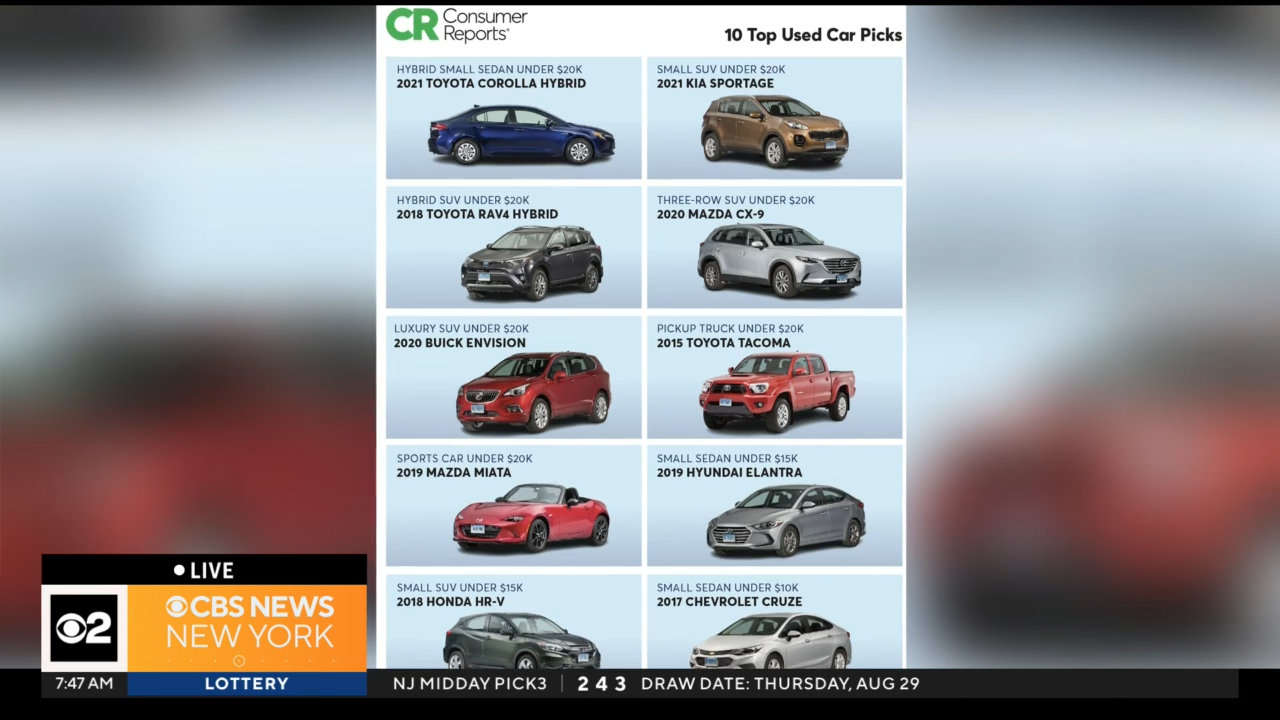 CR Consumer
Reports
10 Top Used Car Picks
HYBRID SMALL SEDAN UNDER $20K
2021 TOYOTA COROLLA HYBRID
SMALL SUV UNDER $20K
2021 KIA SPORTAGE
HYBRID SUV UNDER $20K
2018 TOYOTA RAV4 HYBRID
THREE-ROW SUV UNDER $20K
2020 MAZDA CX-9
LUXURY SUV UNDER $20K
2020 BUICK ENVISION
PICKUP TRUCK UNDER $20K
2015 TOYOTA TACOMA
SPORTS CAR UNDER $20K
2019 MAZDA MIATA
SMALL SEDAN UNDER $15K
2019 HYUNDAI ELANTRA
SMALL SUV UNDER $15K
2018 HONDA HR-V
SMALL SEDAN UNDER $10K
2017 CHEVROLET CRUZE
LIVE
2
CBS NEWS
NEW YORK
7:47 AM
LOTTERY
NJ MIDDAY PICK3 | 2 4 3 DRAW DATE: THURSDAY, AUG 29